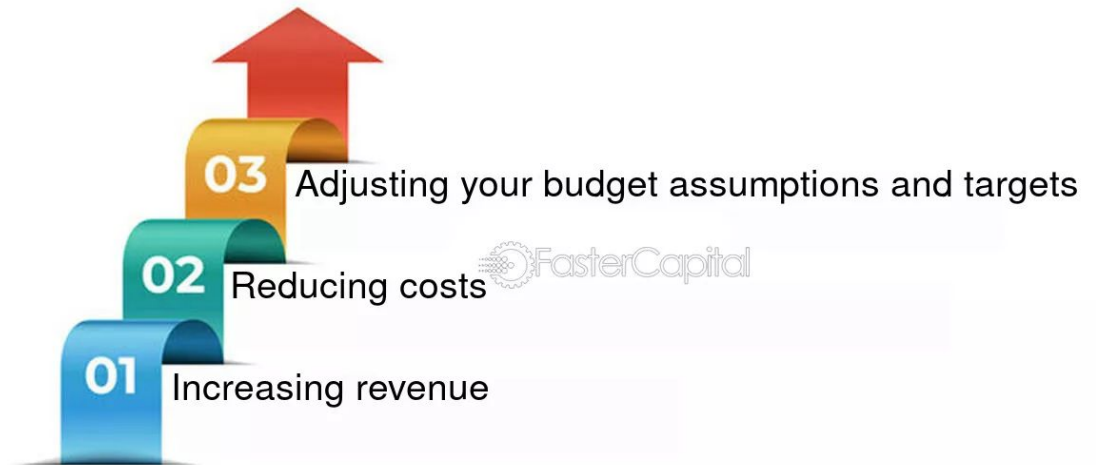 03
Adjusting your budget assumptions and targets
FasterCapital
02
Reducing costs
01
Increasing revenue